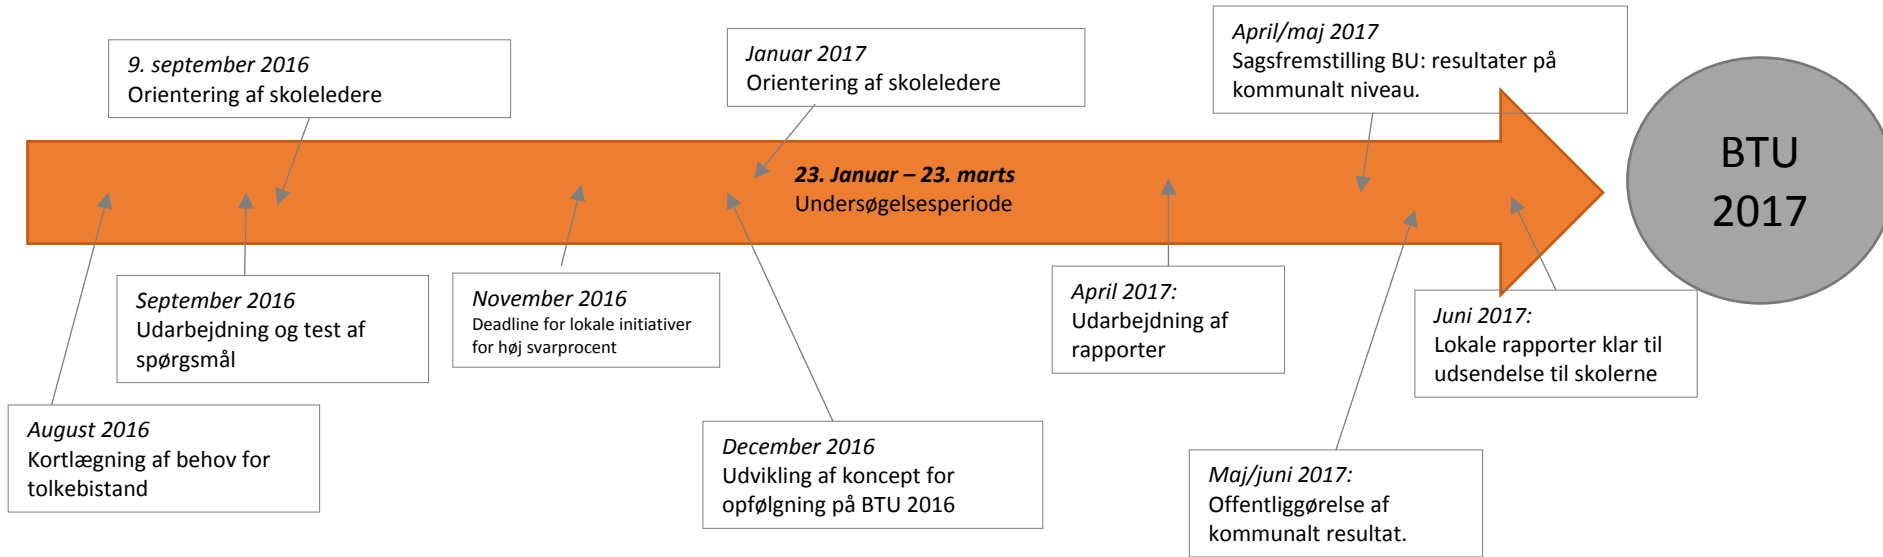 9. september 2016
Orientering af skoleledere
Januar 2017
Orientering af skoleledere
April/maj 2017
Sagsfremstilling BU: resultater på
kommunalt niveau.
23. Januar – 23. marts
Undersøgelsesperiode
BTU
2017
August 2016
Kortlægning af behov for
tolkebistand
September 2016
Udarbejdning og test af
spørgsmål
November 2016
Deadline for lokale initiativer
for høj svarprocent
December 2016
Udvikling af koncept for
opfølgning på BTU 2016
April 2017:
Udarbejdning af
rapporter
Maj/juni 2017:
Offentliggørelse af
kommunalt resultat.
Juni 2017:
Lokale rapporter klar til
udsendelse til skolerne